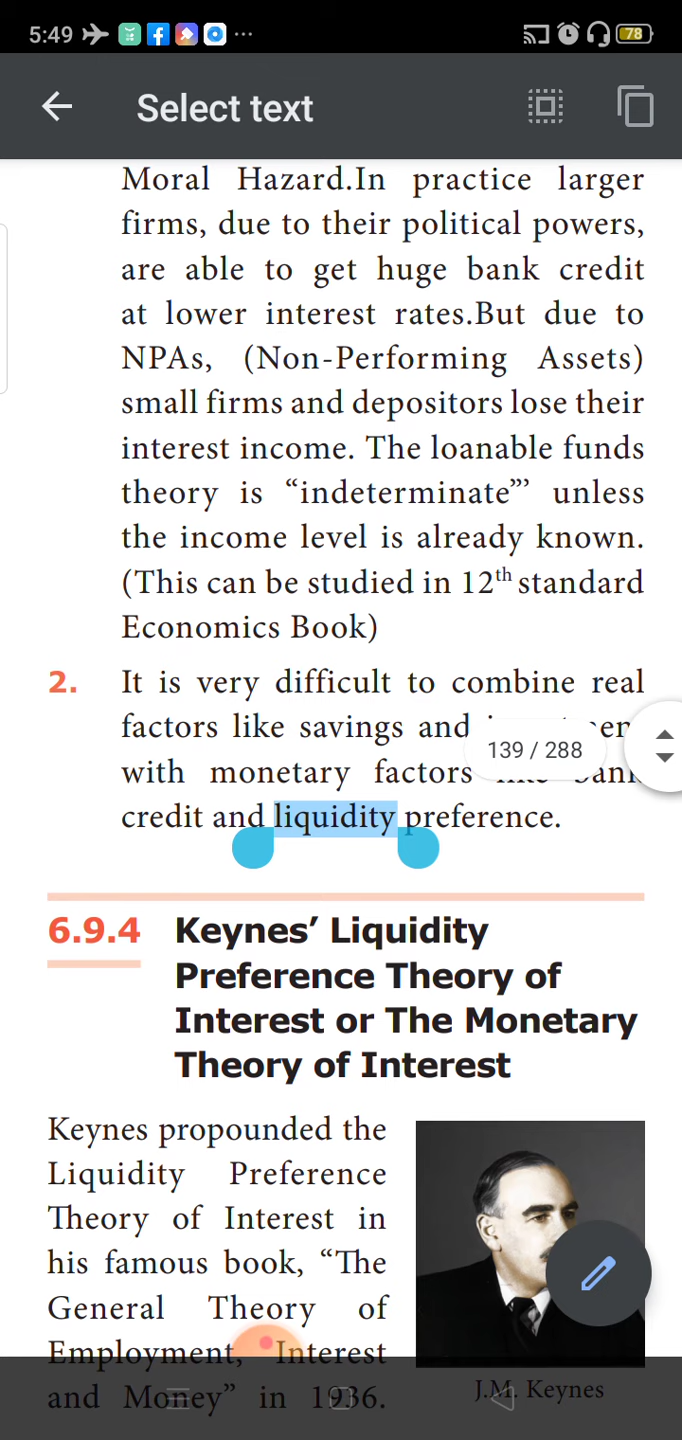 5:49
78
Select text
Moral Hazard.In practice larger
firms, due to their political powers,
are able to get huge bank credit
at lower interest rates.But due to
NPAs, (Non-Performing Assets)
small firms and depositors lose their
interest income. The loanable funds
theory is “indeterminate”’ unless
the income level is already known.
(This can be studied in 12th standard
Economics Book)
2. It is very difficult to combine real
factors like savings and
139 / 288
with monetary factors
credit and liquidity preference.
6.9.4 Keynes’ Liquidity
Preference Theory of
Interest or The Monetary
Theory of Interest
Keynes propounded the
Liquidity Preference
Theory of Interest in
his famous book, “The
General Theory of
Employment, Interest
and Money” in 1936.
J.M. Keynes